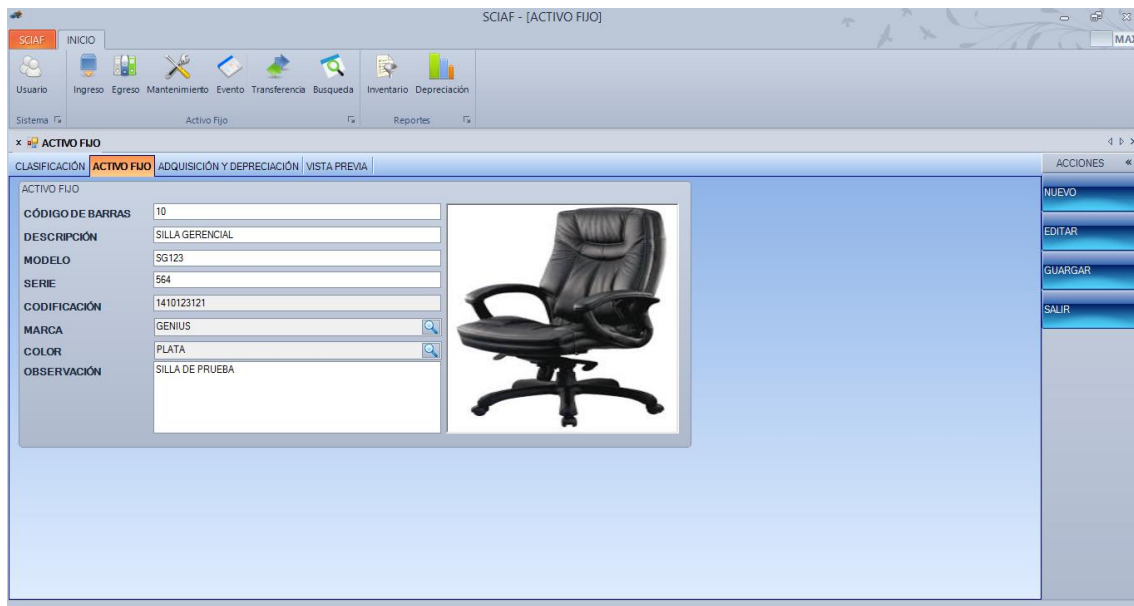 SCIAF - [ACTIVO FIJO]
SCIAF INICIO
MAX
Usuario Ingreso Egreso Mantenimiento Evento Transferencia Busqueda Inventario Depreciación
Sistema Activo Fijo Reportes
x ACTIVO FIJO
CLASIFICACIÓN ACTIVO FIJO ADQUISICIÓN Y DEPRECIACIÓN VISTA PREVIA
ACCIONES «
ACTIVO FIJO
CÓDIGO DE BARRAS 10
DESCRIPCIÓN SILLA GERENCIAL
MODELO SG123
SERIE 564
CODIFICACIÓN 1410123121
MARCA GENIUS
COLOR PLATA
OBSERVACIÓN SILLA DE PRUEBA
NUEVO
EDITAR
GUARGAR
SALIR